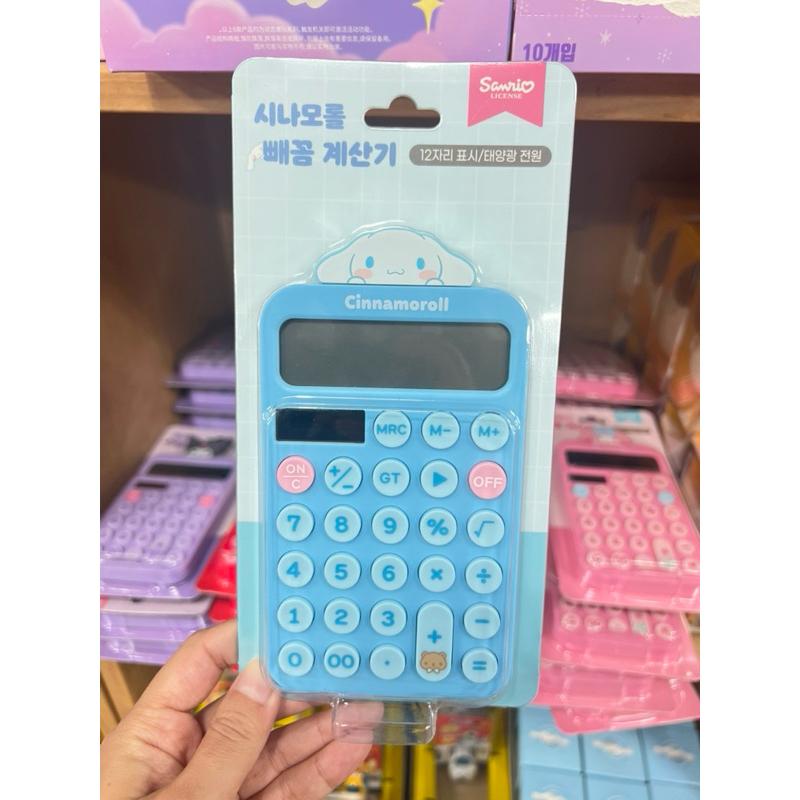 10개입
Sanrio
LICENSE
시나모롤
빼꼼 계산기
12자리 표시/태양광 전원
Cinnamoroll
MRC M- M+
ON/C +/- GT ▶ OFF
7 8 9 % √
4 5 6 × ÷
1 2 3 + −
0 00 · =